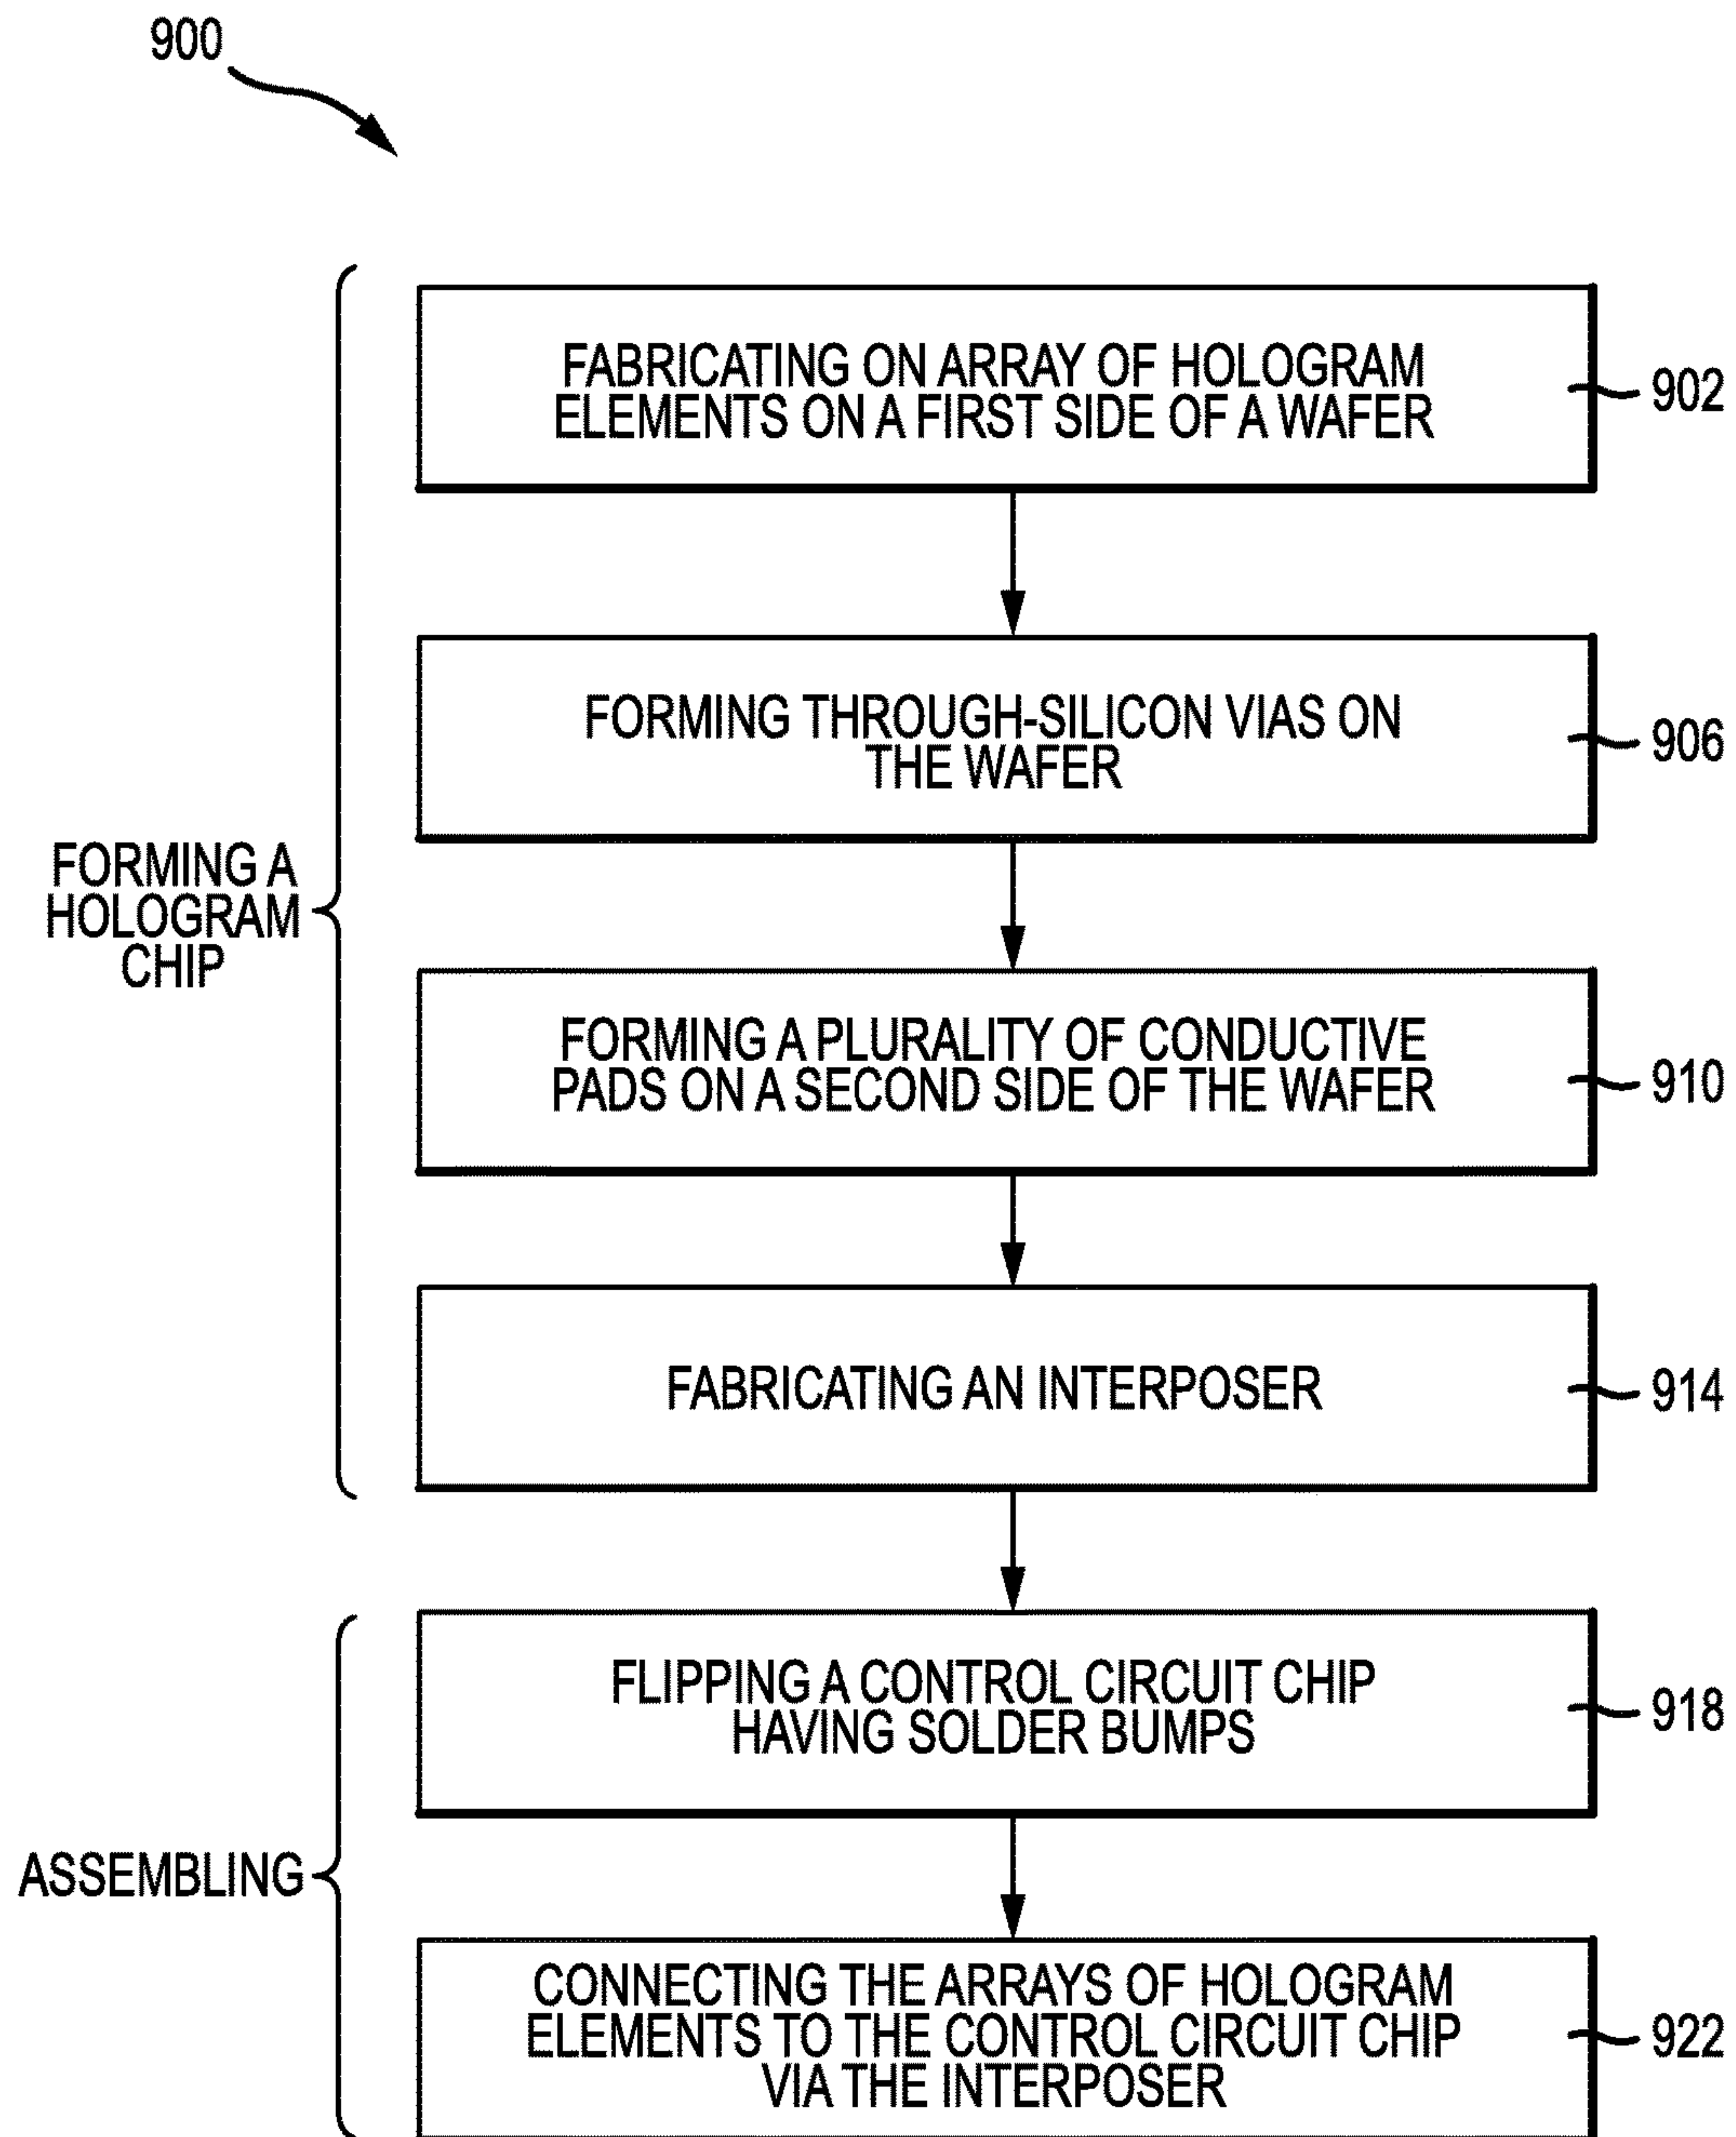 900
FABRICATING ON ARRAY OF HOLOGRAM
ELEMENTS ON A FIRST SIDE OF A WAFER
902
FORMING THROUGH-SILICON VIAS ON
THE WAFER
906
FORMING A
HOLOGRAM
CHIP
FORMING A PLURALITY OF CONDUCTIVE
PADS ON A SECOND SIDE OF THE WAFER
910
FABRICATING AN INTERPOSER
914
FLIPPING A CONTROL CIRCUIT CHIP
HAVING SOLDER BUMPS
918
ASSEMBLING
CONNECTING THE ARRAYS OF HOLOGRAM
ELEMENTS TO THE CONTROL CIRCUIT CHIP
VIA THE INTERPOSER
922